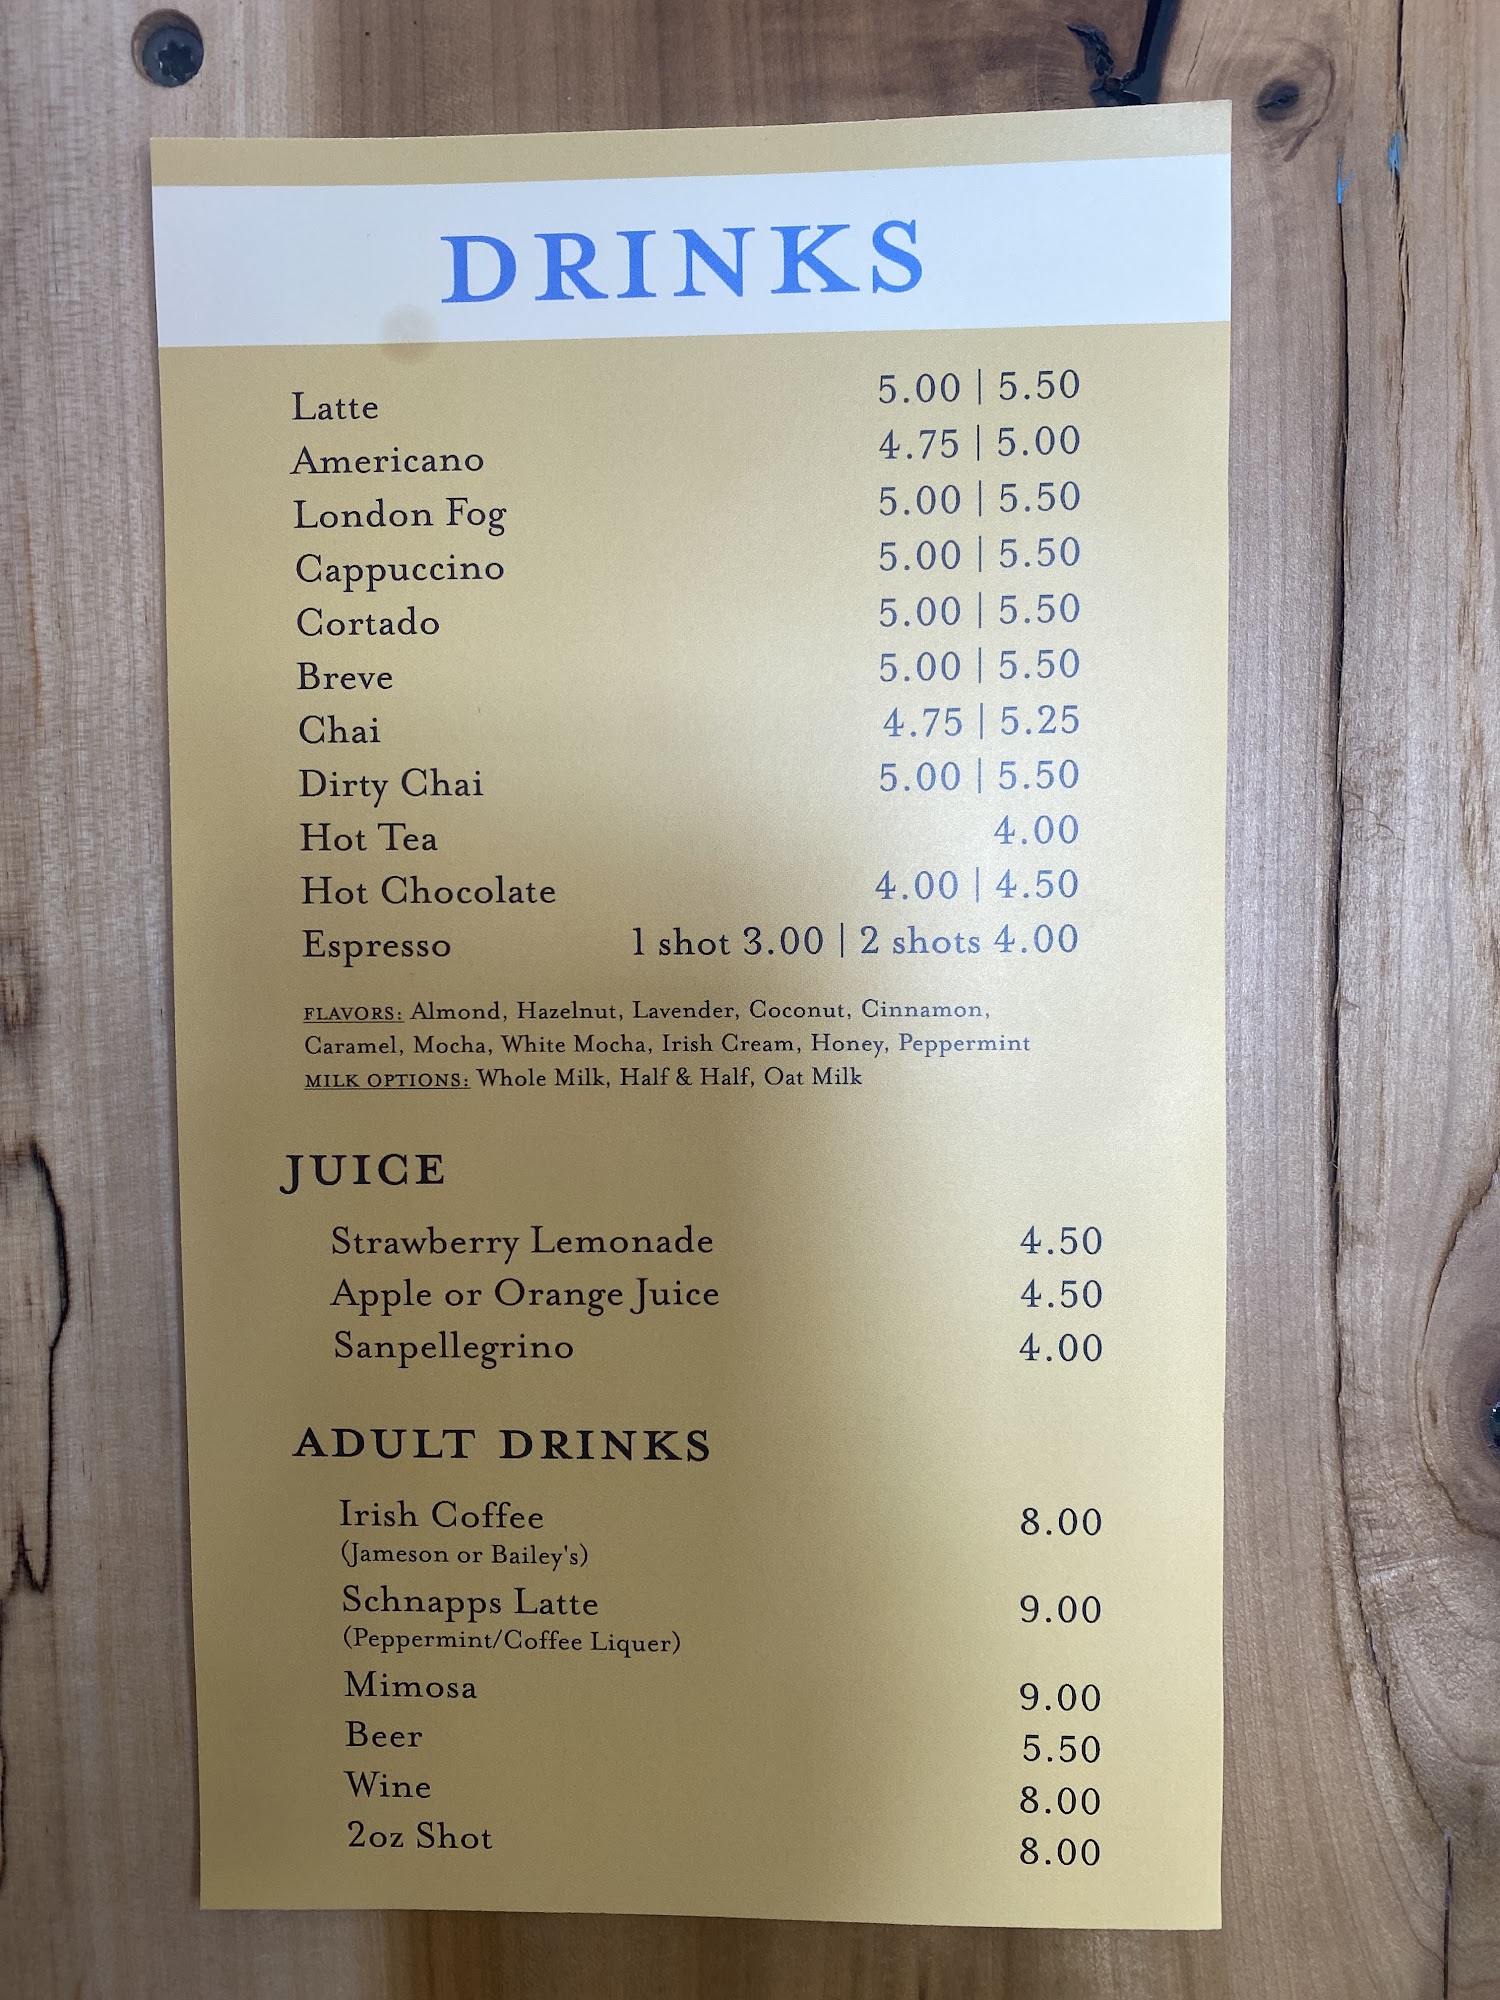 DRINKS
Latte 5.00 | 5.50
Americano 4.75 | 5.00
London Fog 5.00 | 5.50
Cappuccino 5.00 | 5.50
Cortado 5.00 | 5.50
Breve 5.00 | 5.50
Chai 4.75 | 5.25
Dirty Chai 5.00 | 5.50
Hot Tea 4.00
Hot Chocolate 4.00 | 4.50
Espresso 1 shot 3.00 | 2 shots 4.00
FLAVORS: Almond, Hazelnut, Lavender, Coconut, Cinnamon,
Caramel, Mocha, White Mocha, Irish Cream, Honey, Peppermint
MILK OPTIONS: Whole Milk, Half & Half, Oat Milk
JUICE
Strawberry Lemonade 4.50
Apple or Orange Juice 4.50
Sanpellegrino 4.00
ADULT DRINKS
Irish Coffee 8.00
(Jameson or Bailey's)
Schnapps Latte 9.00
(Peppermint/Coffee Liquer)
Mimosa 9.00
Beer 5.50
Wine 8.00
2oz Shot 8.00